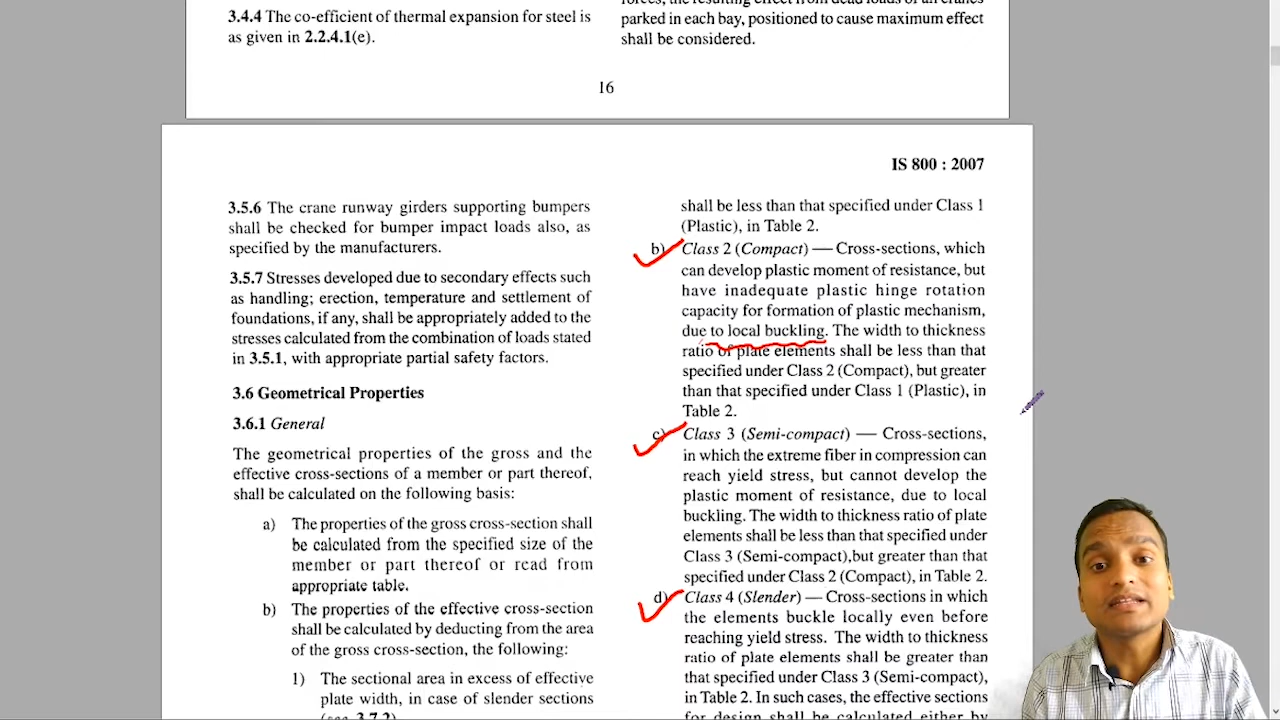 3.4.4 The co-efficient of thermal expansion for steel is
as given in 2.2.4.1(e).
parked in each bay, positioned to cause maximum effect
shall be considered.
16
IS 800 : 2007
3.5.6 The crane runway girders supporting bumpers
shall be checked for bumper impact loads also, as
specified by the manufacturers.
3.5.7 Stresses developed due to secondary effects such
as handling; erection, temperature and settlement of
foundations, if any, shall be appropriately added to the
stresses calculated from the combination of loads stated
in 3.5.1, with appropriate partial safety factors.
3.6 Geometrical Properties
3.6.1 General
The geometrical properties of the gross and the
effective cross-sections of a member or part thereof,
shall be calculated on the following basis:
a) The properties of the gross cross-section shall
be calculated from the specified size of the
member or part thereof or read from
appropriate table.
b) The properties of the effective cross-section
shall be calculated by deducting from the area
of the gross cross-section, the following:
1) The sectional area in excess of effective
plate width, in case of slender sections
(see 3.7.2)
shall be less than that specified under Class 1
(Plastic), in Table 2.
b) Class 2 (Compact) — Cross-sections, which
can develop plastic moment of resistance, but
have inadequate plastic hinge rotation
capacity for formation of plastic mechanism,
due to local buckling. The width to thickness
ratio of plate elements shall be less than that
specified under Class 2 (Compact), but greater
than that specified under Class 1 (Plastic), in
Table 2.
c) Class 3 (Semi-compact) — Cross-sections,
in which the extreme fiber in compression can
reach yield stress, but cannot develop the
plastic moment of resistance, due to local
buckling. The width to thickness ratio of plate
elements shall be less than that specified under
Class 3 (Semi-compact),but greater than that
specified under Class 2 (Compact), in Table 2.
d) Class 4 (Slender) — Cross-sections in which
the elements buckle locally even before
reaching yield stress. The width to thickness
ratio of plate elements shall be greater than
that specified under Class 3 (Semi-compact),
in Table 2. In such cases, the effective sections
for design shall be calculated either by